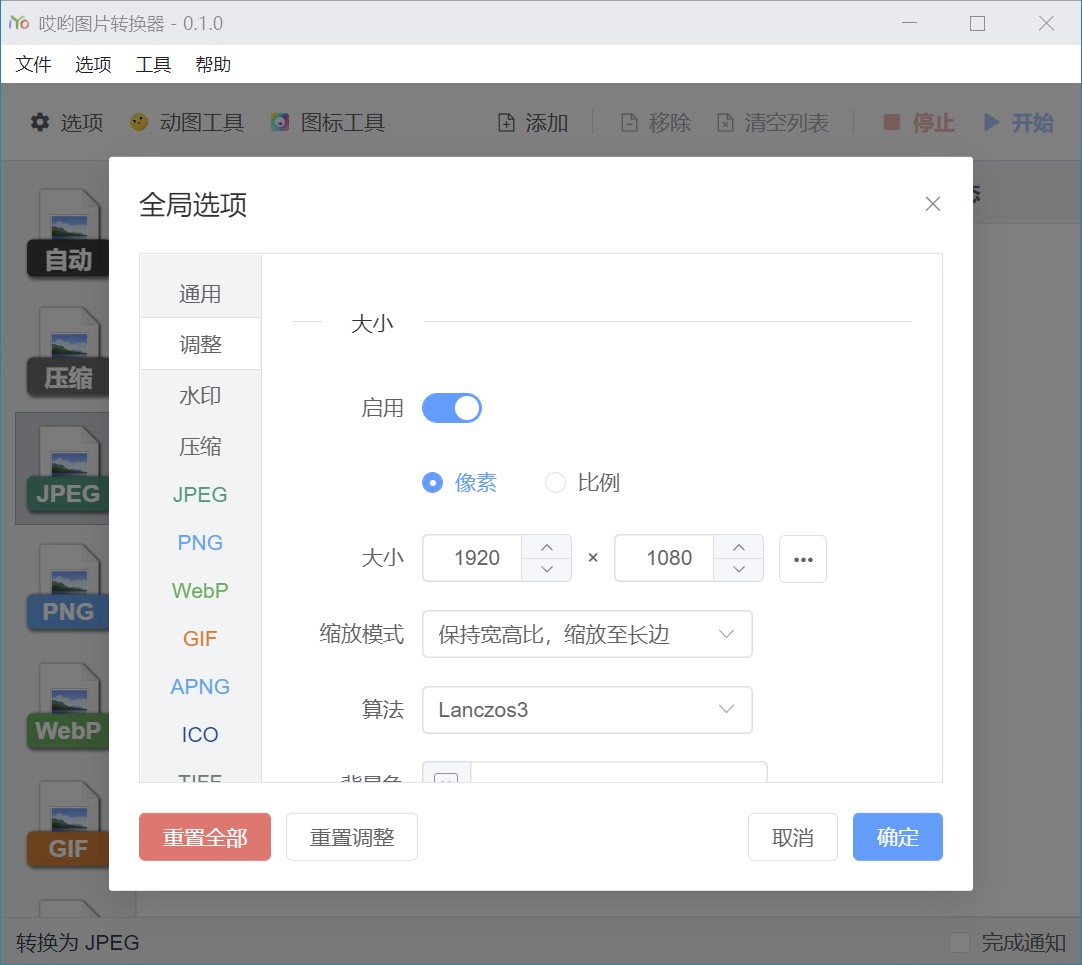 哎哟图片转换器 - 0.1.0
文件 选项 工具 帮助
选项 动图工具 图标工具 添加 移除 清空列表 停止 开始
全局选项
自动
压缩
JPEG
PNG
WebP
GIF
通用
调整
水印
压缩
JPEG
PNG
WebP
GIF
APNG
ICO
TIFF
大小
启用
像素 比例
大小 1920 × 1080 •••
缩放模式 保持宽高比，缩放至长边
算法 Lanczos3
背景色
重置全部 重置调整 取消 确定
转换为 JPEG 完成通知